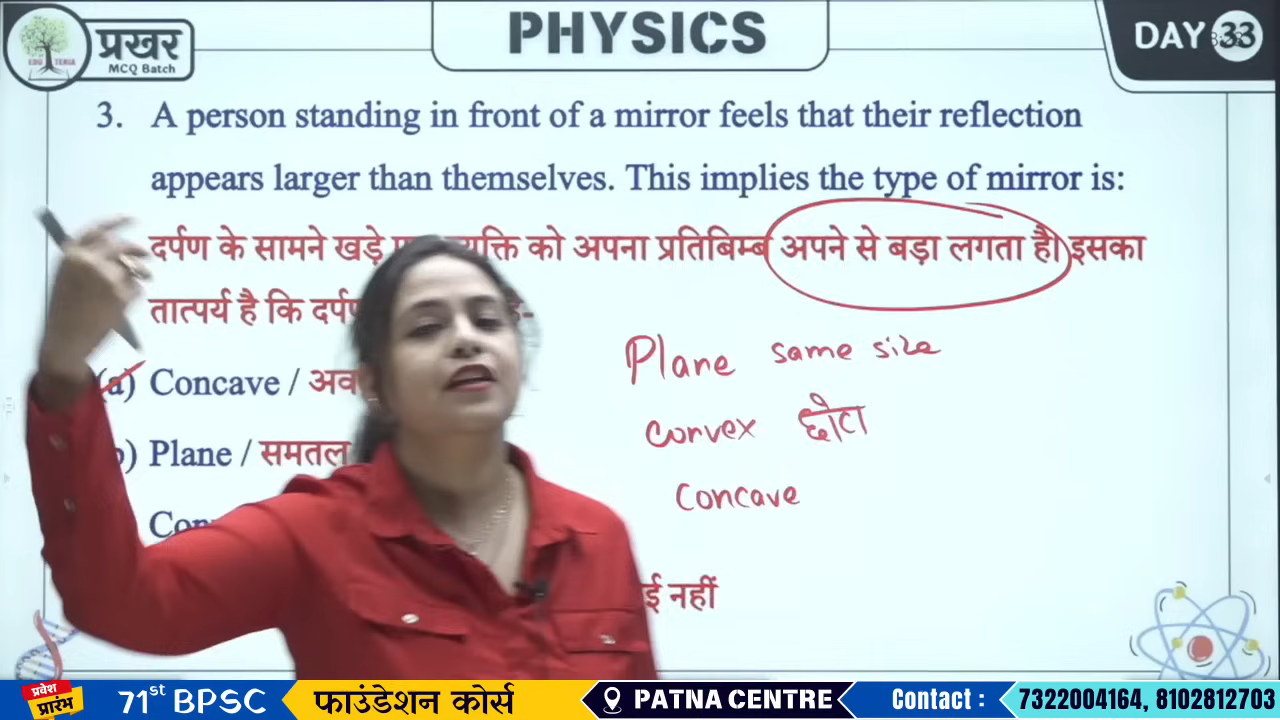 EDU TERIA
प्रखर
MCQ Batch
PHYSICS
DAY 33
3. A person standing in front of a mirror feels that their reflection
appears larger than themselves. This implies the type of mirror is:
दर्पण के सामने खड़े को अपना प्रतिबिम्ब अपने से बड़ा लगता है। इसका
तात्पर्य है कि
(a) Concave /
Plane same size
convex छोटा
b) Plane / समतल
concave
नहीं
प्रवेश प्रारंभ
71st BPSC
फाउंडेशन कोर्स
PATNA CENTRE
Contact :
7322004164, 8102812703